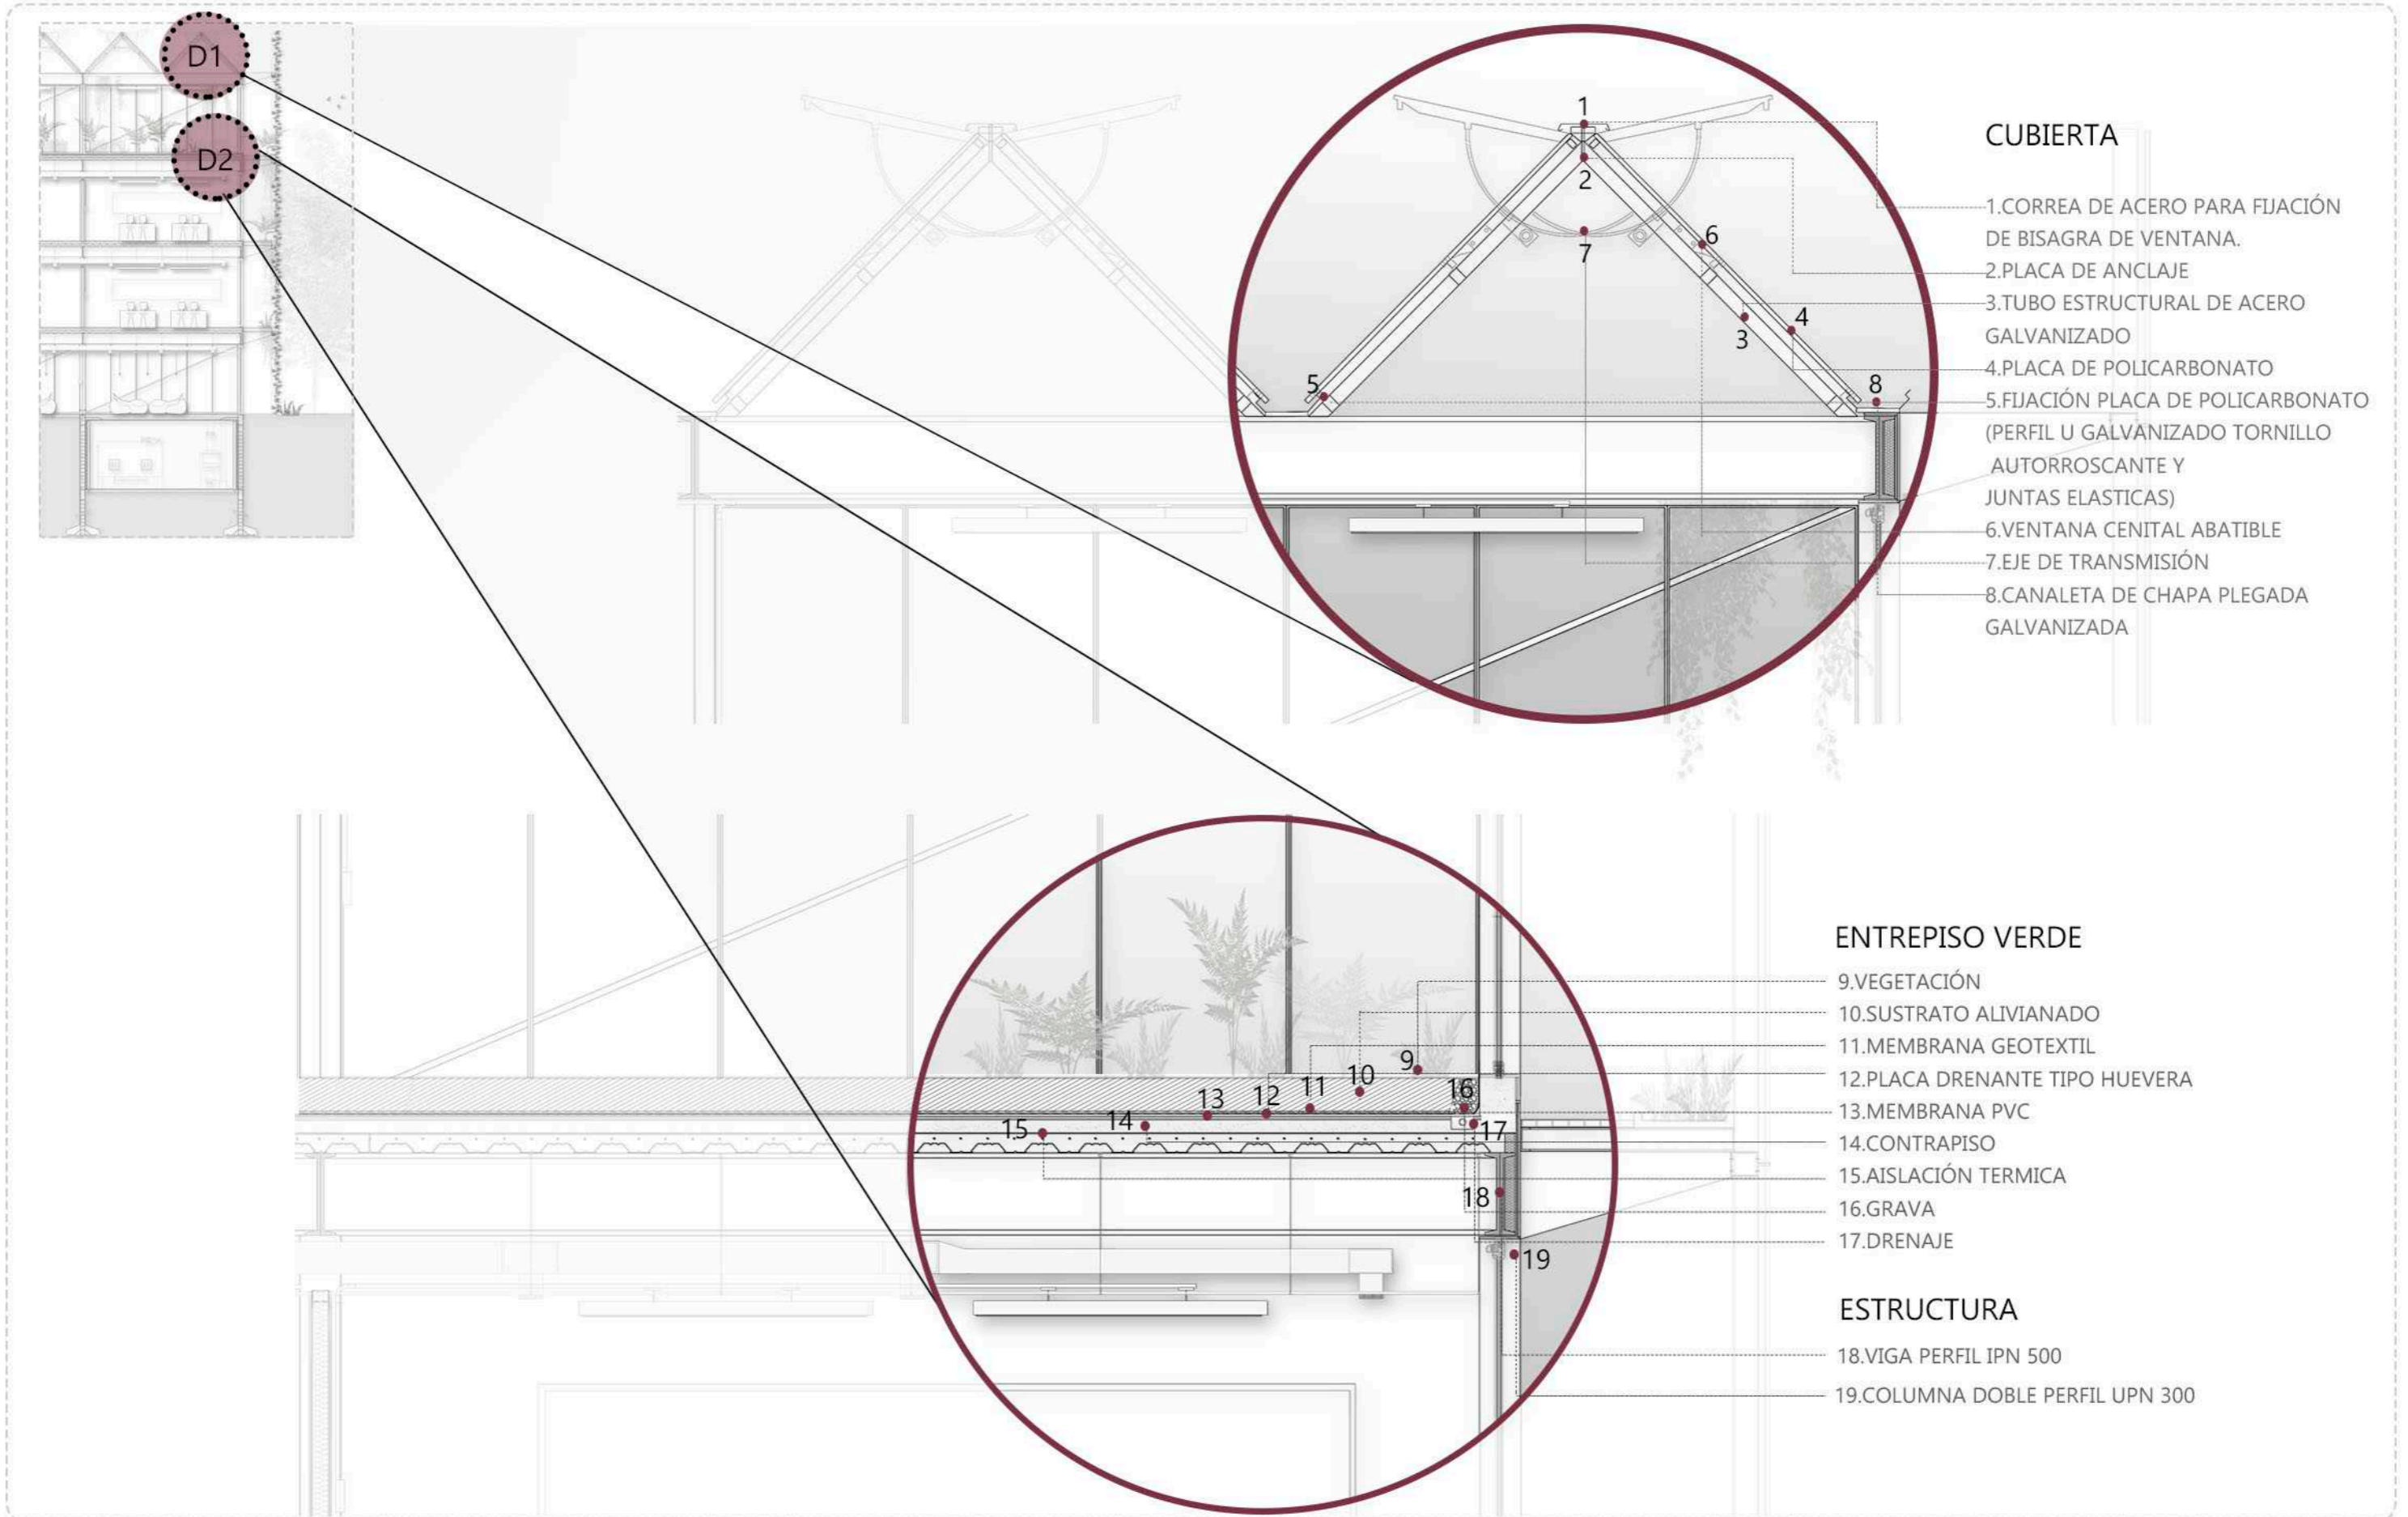 D1
D2
1
2
7
6
4
3
5
8
CUBIERTA
1.CORREA DE ACERO PARA FIJACIÓN
DE BISAGRA DE VENTANA.
2.PLACA DE ANCLAJE
3.TUBO ESTRUCTURAL DE ACERO
GALVANIZADO
4.PLACA DE POLICARBONATO
5.FIJACIÓN PLACA DE POLICARBONATO
(PERFIL U GALVANIZADO TORNILLO
AUTORROSCANTE Y
JUNTAS ELASTICAS)
6.VENTANA CENITAL ABATIBLE
7.EJE DE TRANSMISIÓN
8.CANALETA DE CHAPA PLEGADA
GALVANIZADA
9
10
11
12
13
14
15
16
17
18
19
ENTREPISO VERDE
9.VEGETACIÓN
10.SUSTRATO ALIVIANADO
11.MEMBRANA GEOTEXTIL
12.PLACA DRENANTE TIPO HUEVERA
13.MEMBRANA PVC
14.CONTRAPISO
15.AISLACIÓN TERMICA
16.GRAVA
17.DRENAJE
ESTRUCTURA
18.VIGA PERFIL IPN 500
19.COLUMNA DOBLE PERFIL UPN 300